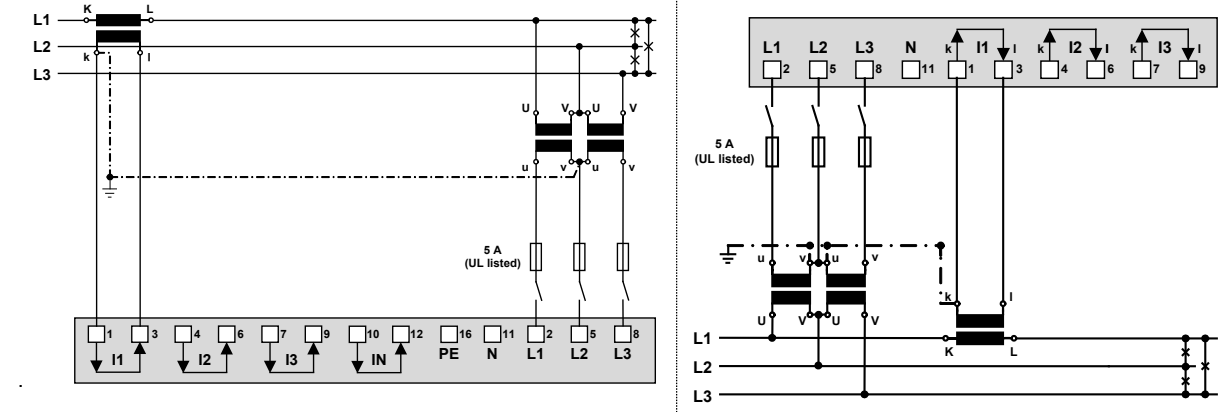 K L
L1
L2
k l
L3
U V U V
u v u v
5 A
(UL listed)
1 3 4 6 7 9 10 12 16 11 2 5 8
I1 I2 I3 IN PE N L1 L2 L3
.
L1 L2 L3 N k I1 l k I2 l k I3 l
2 5 8 11 1 3 4 6 7 9
5 A
(UL listed)
u v u v
k l
U V U V
L1
K L
L2
L3